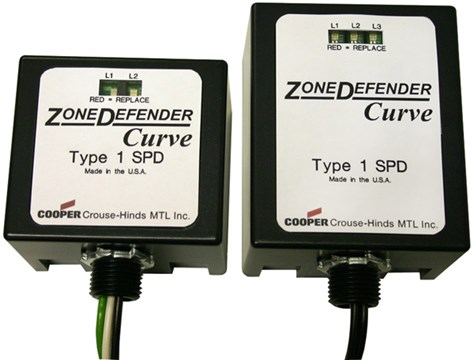 L1 L2
RED = REPLACE
ZONEDEFENDER
Curve
Type 1 SPD
Made in the U.S.A.
COOPER Crouse-Hinds MTL Inc.
L1 L2 L3
RED = REPLACE
ZONEDEFENDER
Curve
Type 1 SPD
Made in the U.S.A.
COOPER Crouse-Hinds MTL Inc.